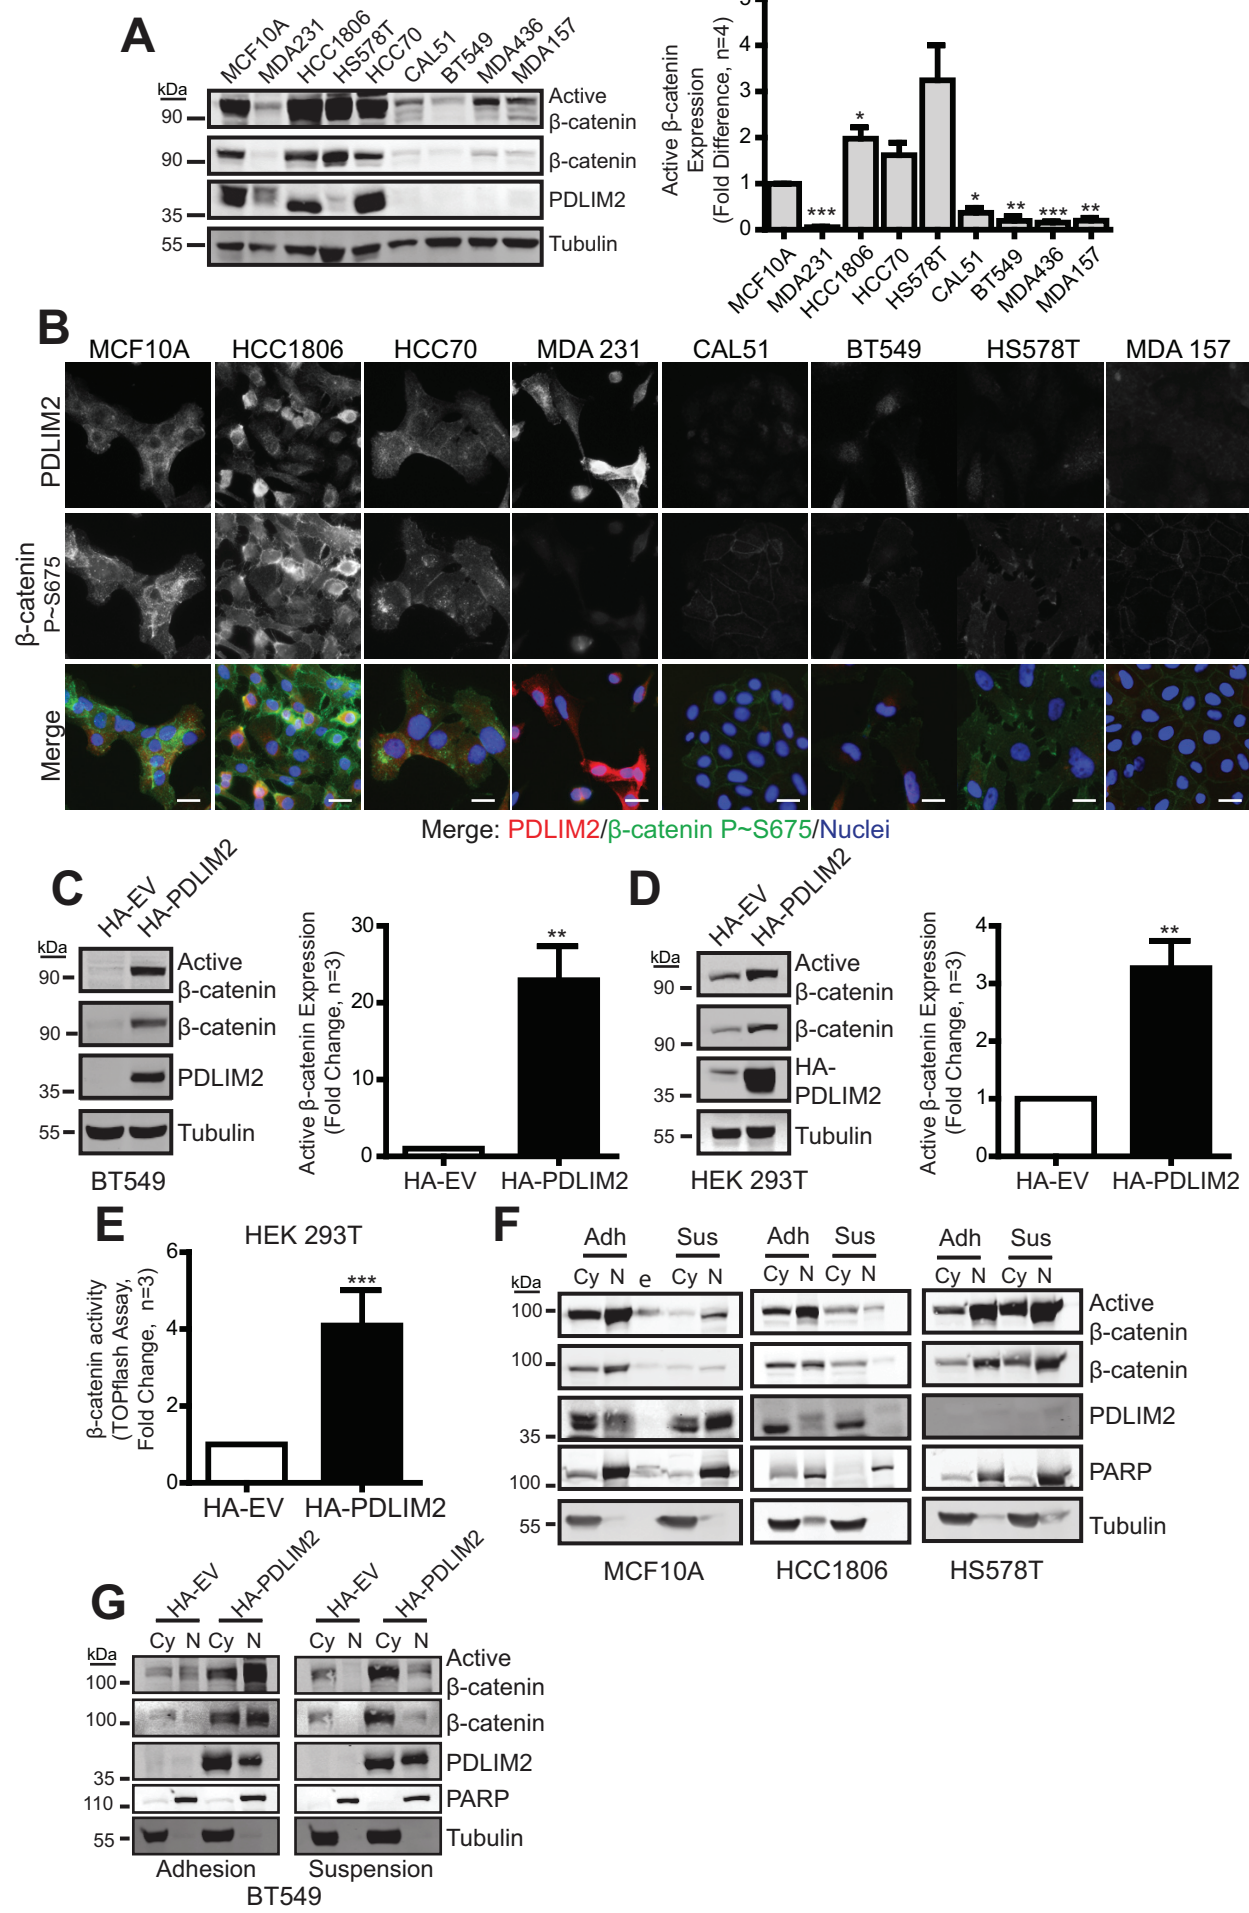 A
MCF10A
MDA231
HCC1806
HS578T
HCC70
CAL51
BT549
MDA436
MDA157
kDa
90
Active
β-catenin
90
β-catenin
35
PDLIM2
55
Tubulin
Active β-catenin
Expression
(Fold Difference, n=4)
5
4
3
2
1
0
***
*
*
**
***
**
MCF10A
MDA231
HCC1806
HCC70
HS578T
CAL51
BT549
MDA436
MDA157
B
MCF10A HCC1806 HCC70 MDA 231 CAL51 BT549 HS578T MDA 157
PDLIM2
β-catenin
P~S675
Merge
Merge: PDLIM2/β-catenin P~S675/Nuclei
C
HA-EV
HA-PDLIM2
kDa
90
Active
β-catenin
90
β-catenin
35
PDLIM2
55
Tubulin
BT549
Active β-catenin Expression
(Fold Change, n=3)
30
20
10
0
**
HA-EV HA-PDLIM2
D
HA-EV
HA-PDLIM2
kDa
90
Active
β-catenin
90
β-catenin
35
HA-
PDLIM2
55
Tubulin
HEK 293T
Active β-catenin Expression
(Fold Change, n=3)
4
3
2
1
0
**
HA-EV HA-PDLIM2
E
HEK 293T
β-catenin activity
(TOPflash Assay,
Fold Change, n=3)
6
4
2
0
***
HA-EV HA-PDLIM2
F
Adh Sus Adh Sus Adh Sus
kDa
Cy N e Cy N Cy N Cy N Cy N Cy N
100
Active
β-catenin
100
β-catenin
35
PDLIM2
100
PARP
55
Tubulin
MCF10A HCC1806 HS578T
G
HA-EV
HA-PDLIM2
HA-EV
HA-PDLIM2
kDa
Cy N Cy N Cy N Cy N
100
Active
β-catenin
100
β-catenin
35
PDLIM2
110
PARP
55
Tubulin
Adhesion Suspension
BT549